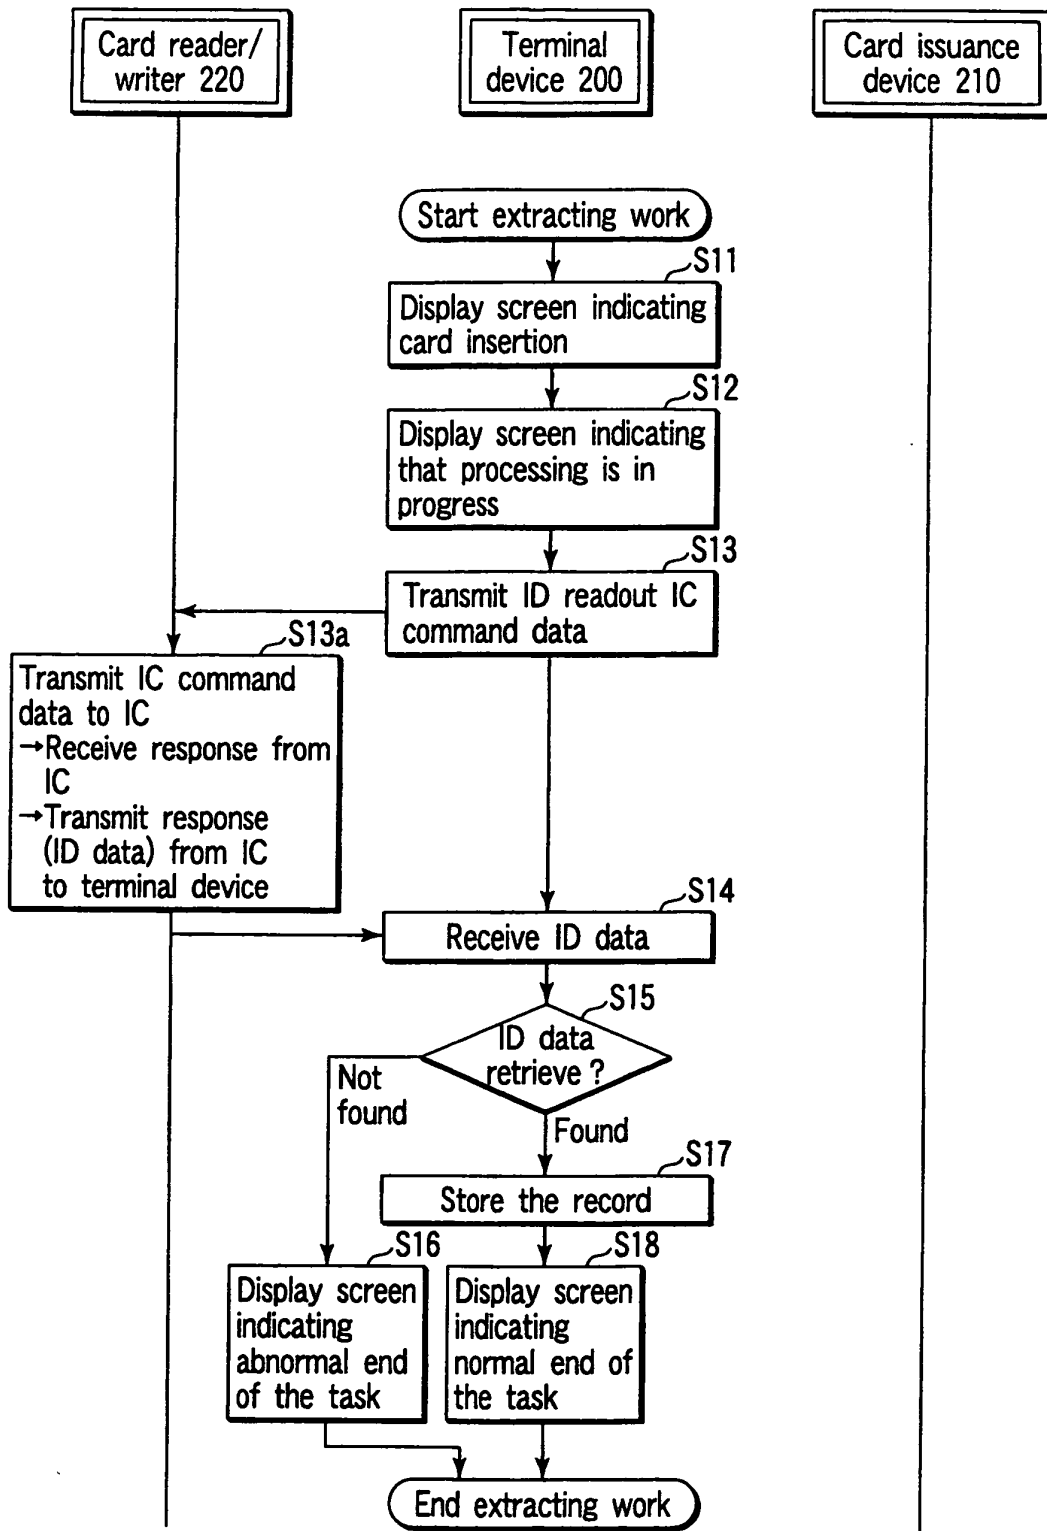 Card reader/
writer 220
Terminal
device 200
Card issuance
device 210
Start extracting work
S11
Display screen indicating
card insertion
S12
Display screen indicating
that processing is in
progress
S13
Transmit ID readout IC
command data
S13a
Transmit IC command
data to IC
→Receive response from
IC
→Transmit response
(ID data) from IC
to terminal device
S14
Receive ID data
S15
ID data
retrieve ?
Not
found
Found
S17
Store the record
S16
Display screen
indicating
abnormal end
of the task
S18
Display screen
indicating
normal end of
the task
End extracting work